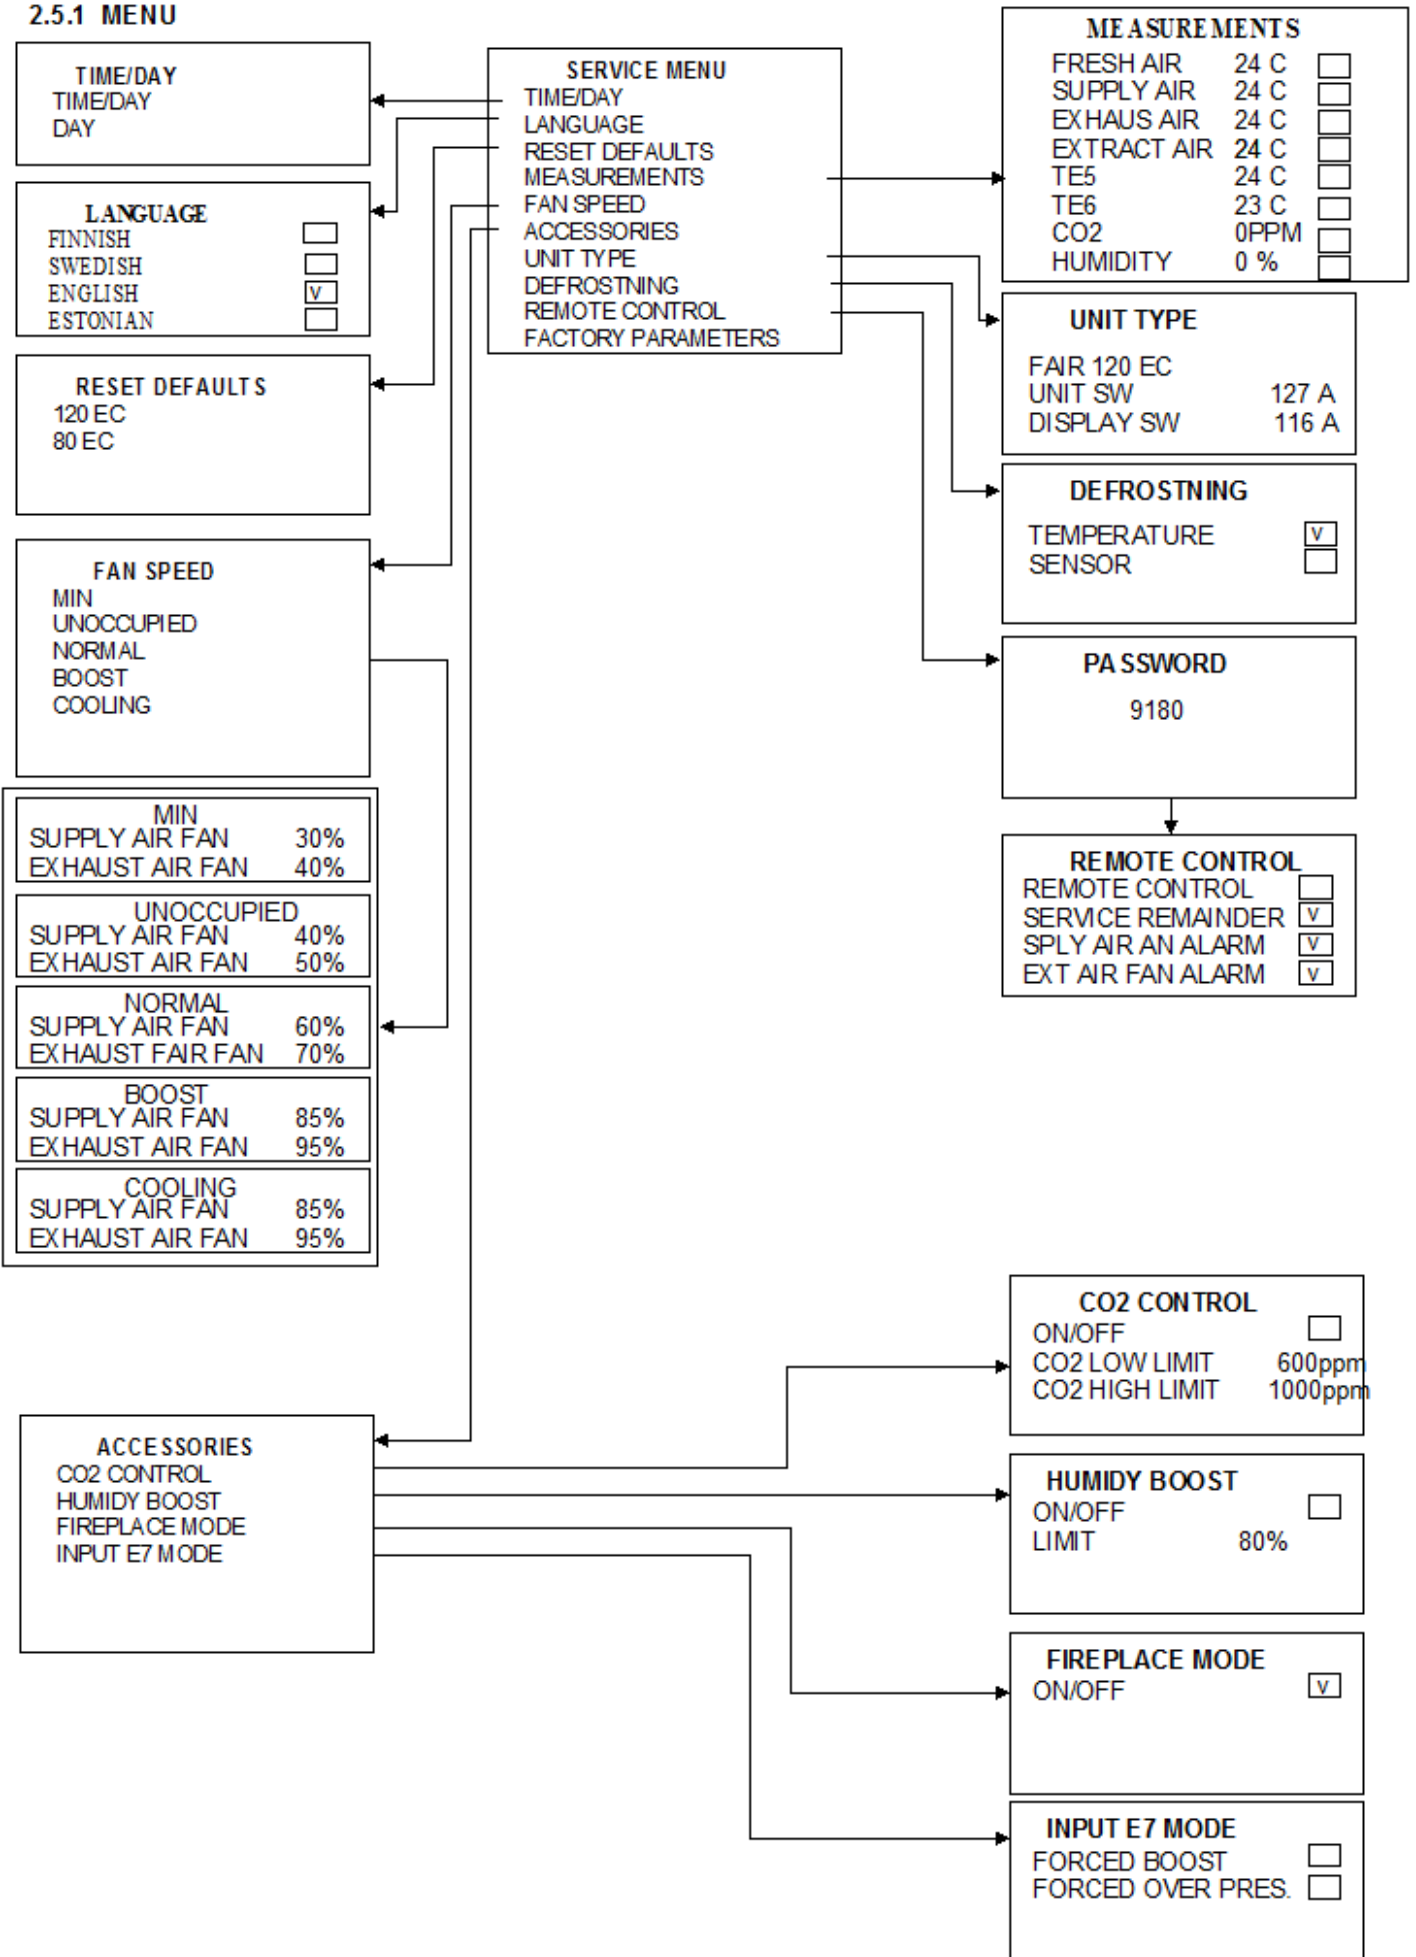 2.5.1 MENU
TIME/DAY
TIME/DAY
DAY
LANGUAGE
FINNISH
SWEDISH
ENGLISH V
ESTONIAN
RESET DEFAULTS
120 EC
80 EC
FAN SPEED
MIN
UNOCCUPIED
NORMAL
BOOST
COOLING
MIN
SUPPLY AIR FAN 30%
EXHAUST AIR FAN 40%
UNOCCUPIED
SUPPLY AIR FAN 40%
EXHAUST AIR FAN 50%
NORMAL
SUPPLY AIR FAN 60%
EXHAUST FAIR FAN 70%
BOOST
SUPPLY AIR FAN 85%
EXHAUST AIR FAN 95%
COOLING
SUPPLY AIR FAN 85%
EXHAUST AIR FAN 95%
SERVICE MENU
TIME/DAY
LANGUAGE
RESET DEFAULTS
MEASUREMENTS
FAN SPEED
ACCESSORIES
UNIT TYPE
DEFROSTNING
REMOTE CONTROL
FACTORY PARAMETERS
MEASUREMENTS
FRESH AIR 24 C
SUPPLY AIR 24 C
EXHAUS AIR 24 C
EXTRACT AIR 24 C
TE5 24 C
TE6 23 C
CO2 0PPM
HUMIDITY 0 %
UNIT TYPE
FAIR 120 EC
UNIT SW 127 A
DISPLAY SW 116 A
DEFROSTNING
TEMPERATURE V
SENSOR
PASSWORD
9180
REMOTE CONTROL
REMOTE CONTROL
SERVICE REMAINDER V
SPLY AIR AN ALARM V
EXT AIR FAN ALARM V
ACCESSORIES
CO2 CONTROL
HUMIDY BOOST
FIREPLACE MODE
INPUT E7 MODE
CO2 CONTROL
ON/OFF
CO2 LOW LIMIT 600ppm
CO2 HIGH LIMIT 1000ppm
HUMIDY BOOST
ON/OFF
LIMIT 80%
FIREPLACE MODE
ON/OFF V
INPUT E7 MODE
FORCED BOOST
FORCED OVER PRES.